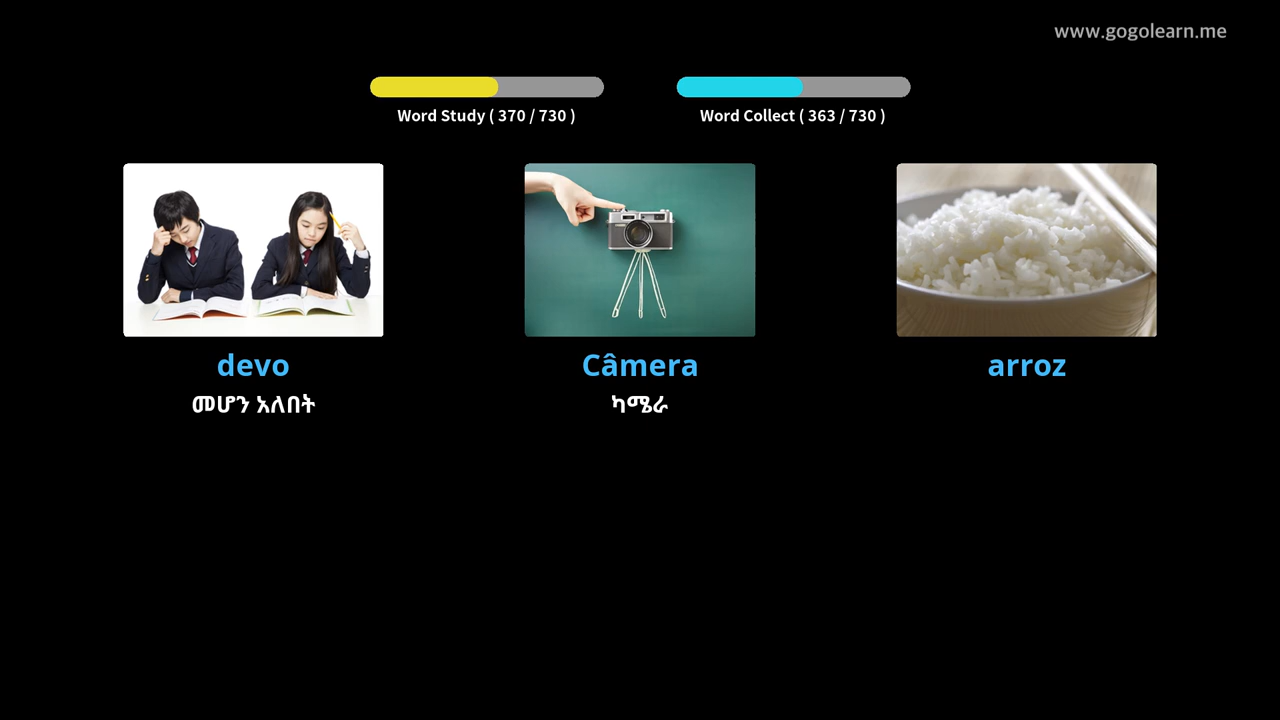 www.gogolearn.me
Word Study ( 370 / 730 )
Word Collect ( 363 / 730 )
devo
መሆን አለበት
Câmera
ካሜራ
arroz